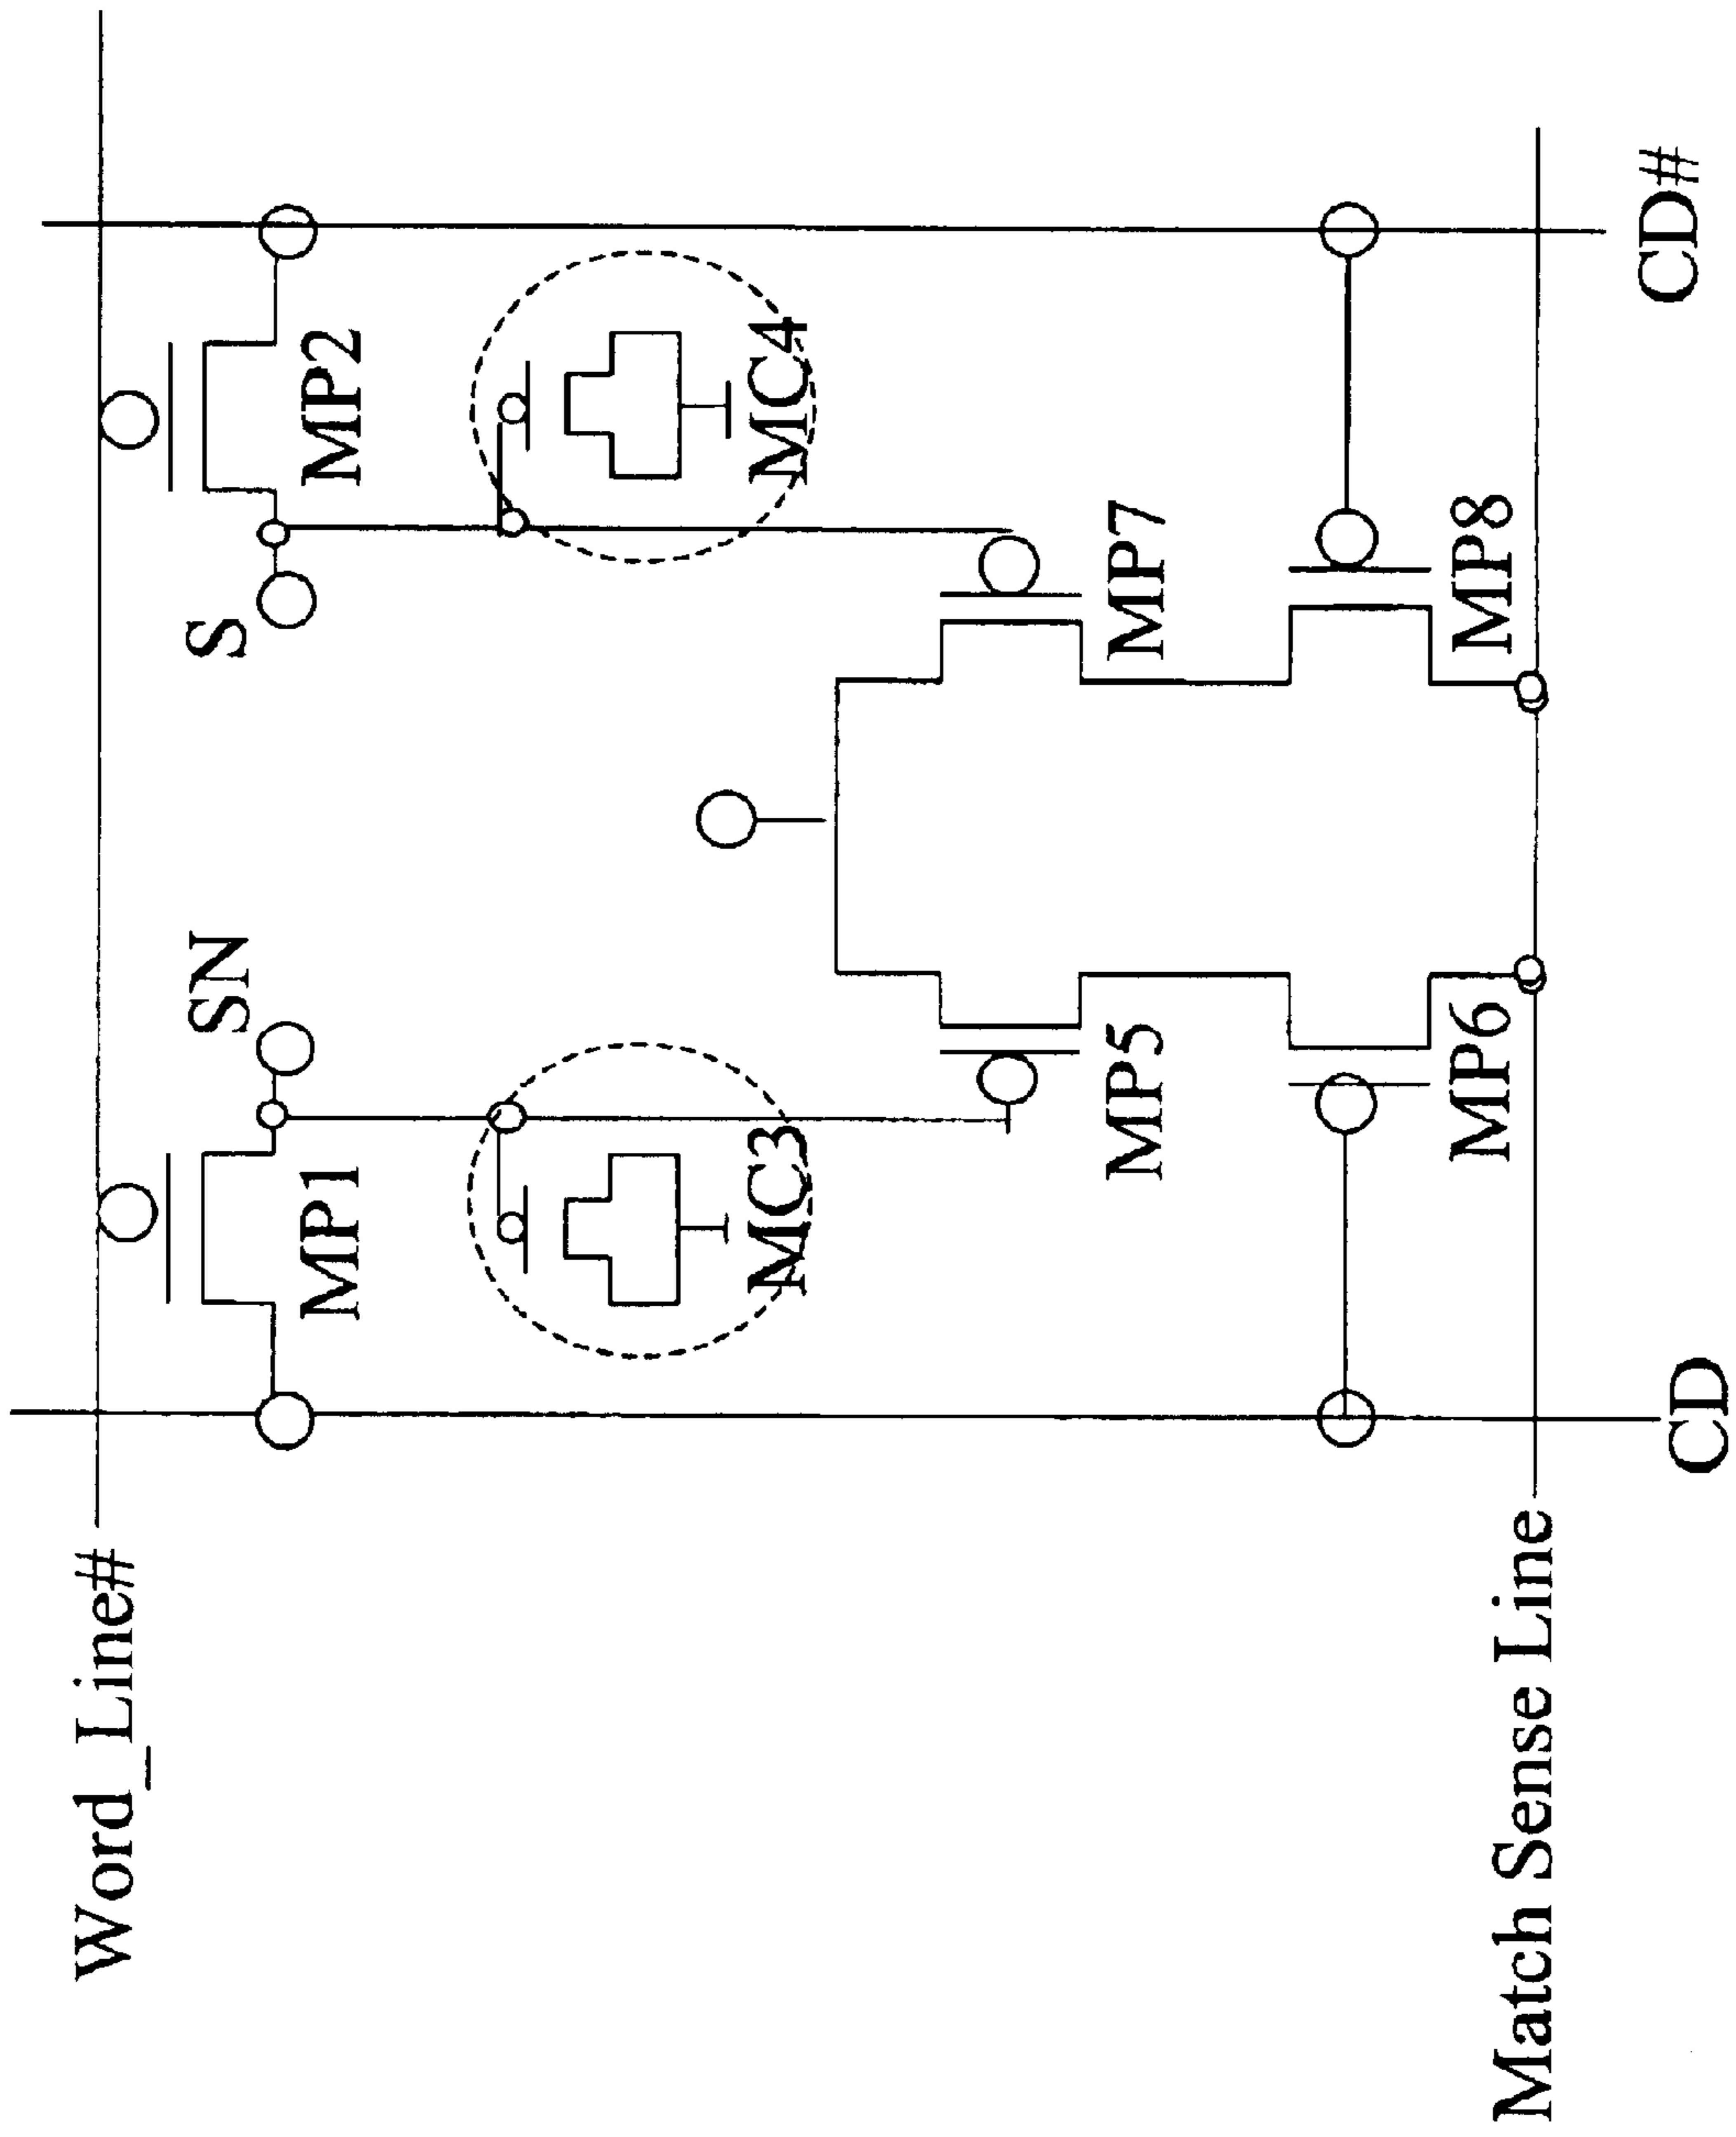 Word_Line#
SN
S
MP1
MP2
MC3
MC4
MP5
MP7
MP6
MP8
Match Sense Line
CD
CD#